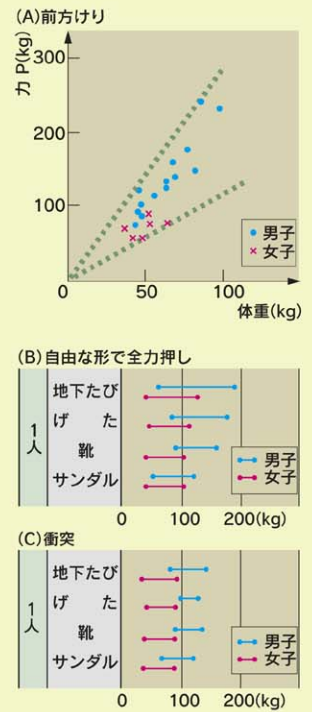 (A)前方けり
力 P(kg)
300
200
100
0
50
100
体重(kg)
男子
女子
(B)自由な形で全力押し
1人
地下たび
げた
靴
サンダル
男子
女子
0 100 200(kg)
(C)衝突
1人
地下たび
げた
靴
サンダル
男子
女子
0 100 200(kg)